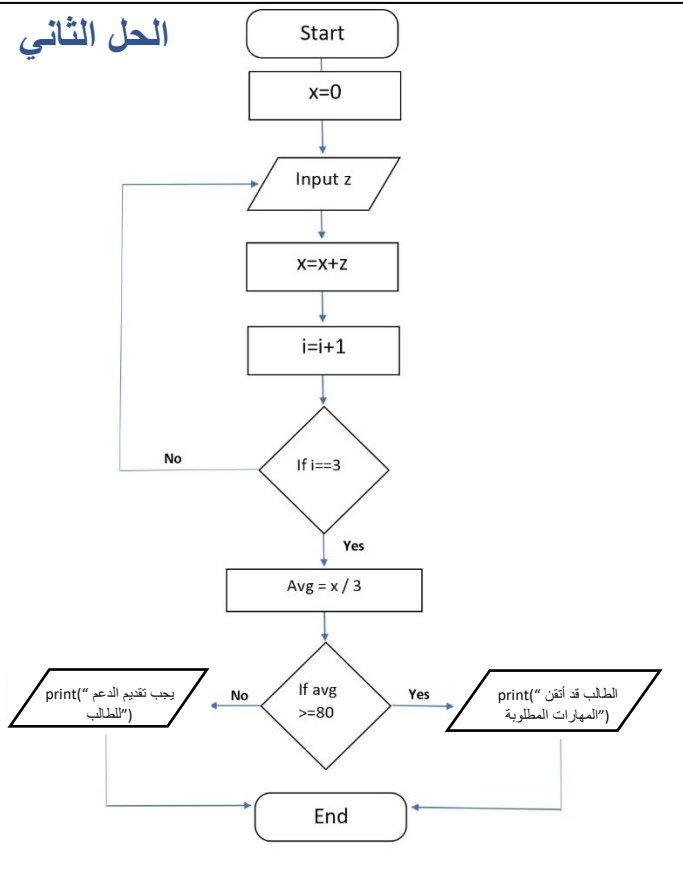 الحل الثاني
Start
x=0
Input z
x=x+z
i=i+1
If i==3
No
Yes
Avg = x / 3
If avg
>=80
No
Yes
print(“ يجب تقديم الدعم
للطالب”)
print(“ الطالب قد أتقن
المهارات المطلوبة”)
End